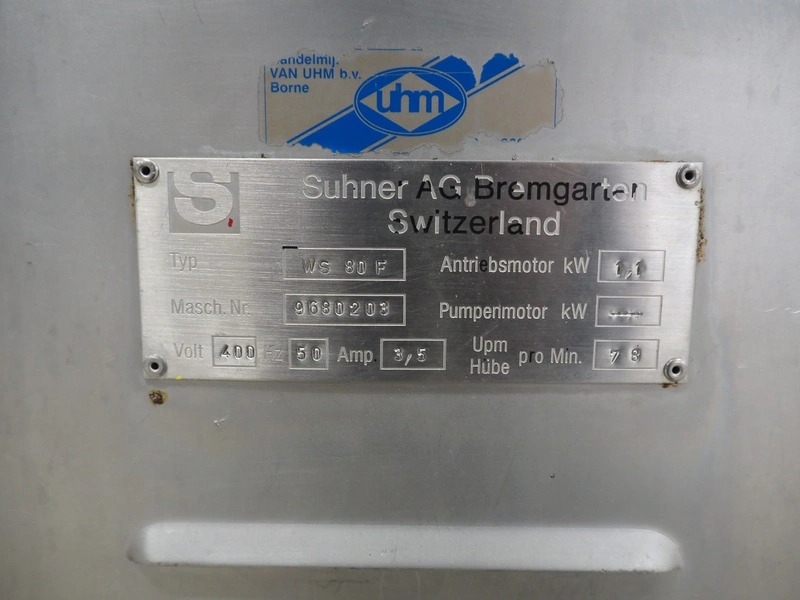 andelmij.
VAN UHM b.v.
Borne
uhm
S
Suhner AG Bremgarten
Switzerland
Typ WS 80 F Antriebsmotor kW 1,1
Masch. Nr. 9680203 Pumpenmotor kW
Volt 400 Hz 50 Amp. 3,5 Upm Hübe pro Min. 78